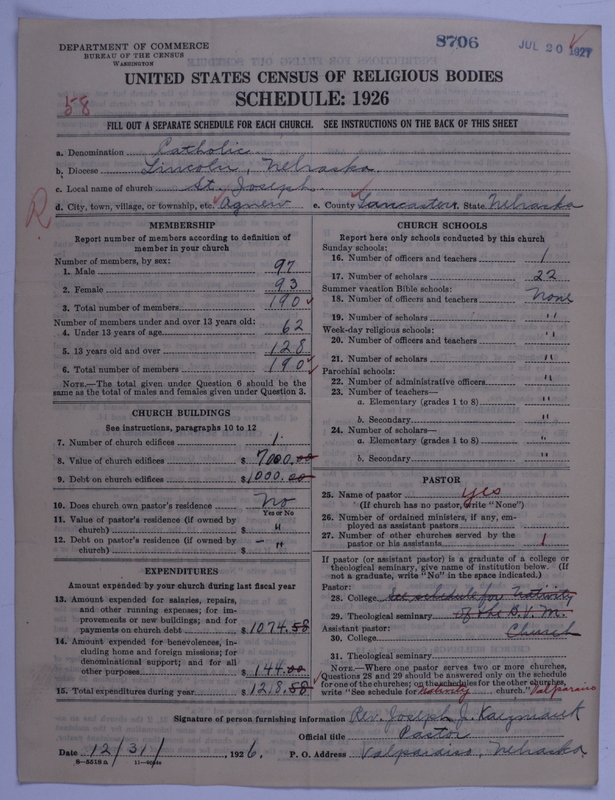 DEPARTMENT OF COMMERCE
BUREAU OF THE CENSUS
WASHINGTON
8706
JUL 20 1927
UNITED STATES CENSUS OF RELIGIOUS BODIES
SCHEDULE: 1926
58
FILL OUT A SEPARATE SCHEDULE FOR EACH CHURCH. SEE INSTRUCTIONS ON THE BACK OF THIS SHEET
a. Denomination Catholic
b. Diocese Lincoln, Nebraska
c. Local name of church St. Joseph
R
d. City, town, village, or township, etc. Agnew e. County Lancaster f. State Nebraska
MEMBERSHIP
Report number of members according to definition of
member in your church
Number of members, by sex:
1. Male 97
2. Female 93
3. Total number of members 190
Number of members under and over 13 years old:
4. Under 13 years of age 62
5. 13 years old and over 128
6. Total number of members 190
NOTE.—The total given under Question 6 should be
same as the total of males and females given under Question 3.
CHURCH BUILDINGS
See instructions, paragraphs 10 to 12
7. Number of church edifices 1.
8. Value of church edifices $7000.00
9. Debt on church edifices $1000.00
10. Does church own pastor's residence No
Yes or No
11. Value of pastor's residence (if owned by
church) $ "
12. Debt on pastor's residence (if owned by
church) $ – "
EXPENDITURES
Amount expended by your church during last fiscal year
13. Amount expended for salaries, repairs,
and other running expenses; for im-
provements or new buildings; and for
payments on church debt $1074.58
14. Amount expended for benevolences, in-
cluding home and foreign missions; for
denominational support; and for all
other purposes $144.00
15. Total expenditures during year $1218.58
CHURCH SCHOOLS
Report here only schools conducted by this church
Sunday schools:
16. Number of officers and teachers 1
17. Number of scholars 22
Summer vacation Bible schools:
18. Number of officers and teachers None
19. Number of scholars "
Week-day religious schools:
20. Number of officers and teachers "
21. Number of scholars "
Parochial schools:
22. Number of administrative officers "
23. Number of teachers—
a. Elementary (grades 1 to 8) "
b. Secondary "
24. Number of scholars—
a. Elementary (grades 1 to 8) "
b. Secondary "
PASTOR
25. Name of pastor yes
(If church has no pastor, write "None")
26. Number of ordained ministers, if any, em-
ployed as assistant pastors
27. Number of other churches served by the
pastor or his assistants 1
If pastor (or assistant pastor) is a graduate of a college or
theological seminary, give name of institution below. (If
not a graduate, write "No" in the space indicated.)
Pastor:
28. College See schedule for Nativity
29. Theological seminary of the B.V.M.
Assistant pastor:
30. College Church
31. Theological seminary
NOTE.—Where one pastor serves two or more churches,
Questions 28 and 29 should be answered only on the schedule
for one of the churches; on the schedules for the other churches,
write "See schedule for Nativity church." Valparaiso
Signature of person furnishing information Rev. Joseph J. Kaczmarek
Official title Pastor
Date 12/31/, 1926. P. O. Address Valparaiso, Nebraska
8—5518a